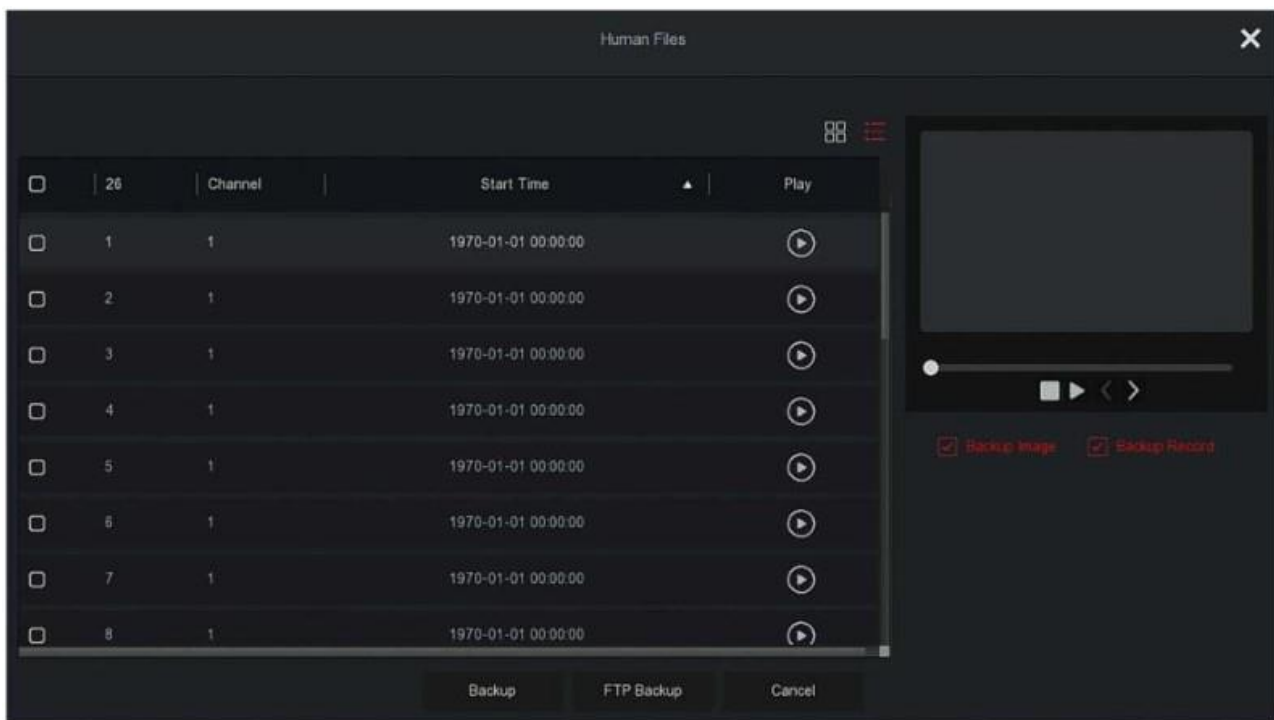 Human Files
26 Channel Start Time Play
1 1 1970-01-01 00:00:00
2 1 1970-01-01 00:00:00
3 1 1970-01-01 00:00:00
4 1 1970-01-01 00:00:00
5 1 1970-01-01 00:00:00
6 1 1970-01-01 00:00:00
7 1 1970-01-01 00:00:00
8 1 1970-01-01 00:00:00
Backup Image Backup Record
Backup FTP Backup Cancel